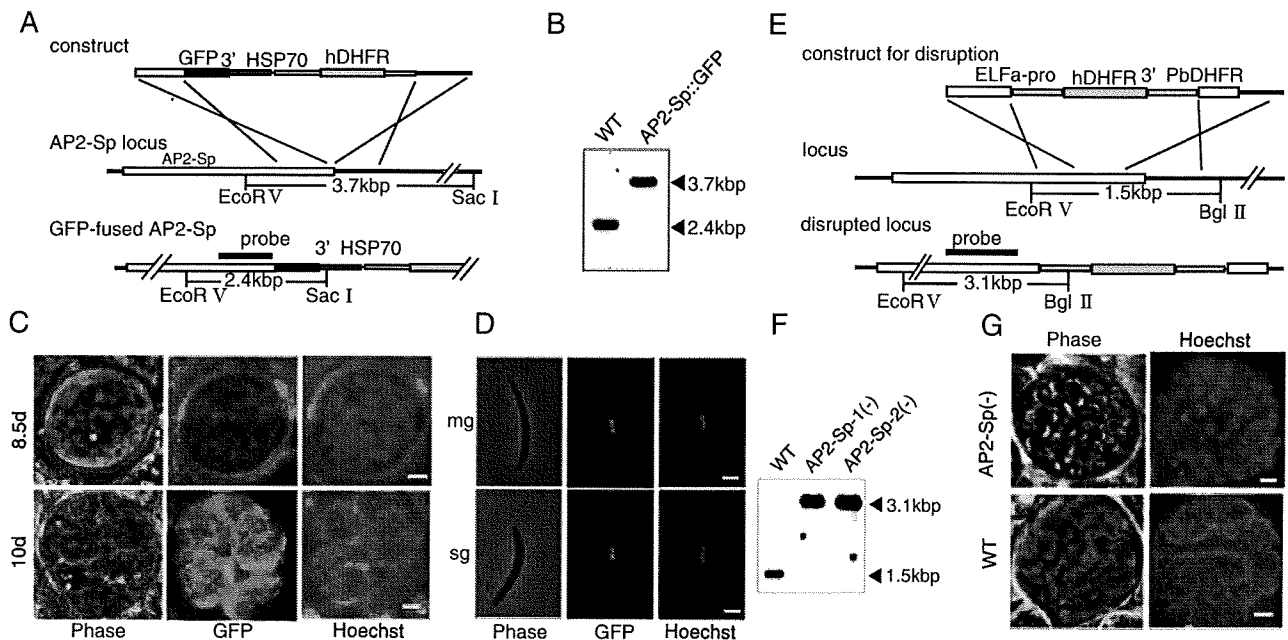 A
construct
GFP 3' HSP70
hDHFR
AP2-Sp locus
AP2-Sp
3.7kbp
EcoR V
Sac I
GFP-fused AP2-Sp
probe
3' HSP70
2.4kbp
EcoR V
Sac I
B
WT
AP2-Sp::GFP
3.7kbp
2.4kbp
E
construct for disruption
ELFa-pro
hDHFR
3'
PbDHFR
locus
1.5kbp
EcoR V
Bgl II
disrupted locus
probe
3.1kbp
EcoR V
Bgl II
C
8.5d
10d
Phase
GFP
Hoechst
D
mg
sg
Phase
GFP
Hoechst
F
WT
AP2-Sp-1(-)
AP2-Sp-2(-)
3.1kbp
1.5kbp
G
Phase
Hoechst
AP2-Sp(-)
WT